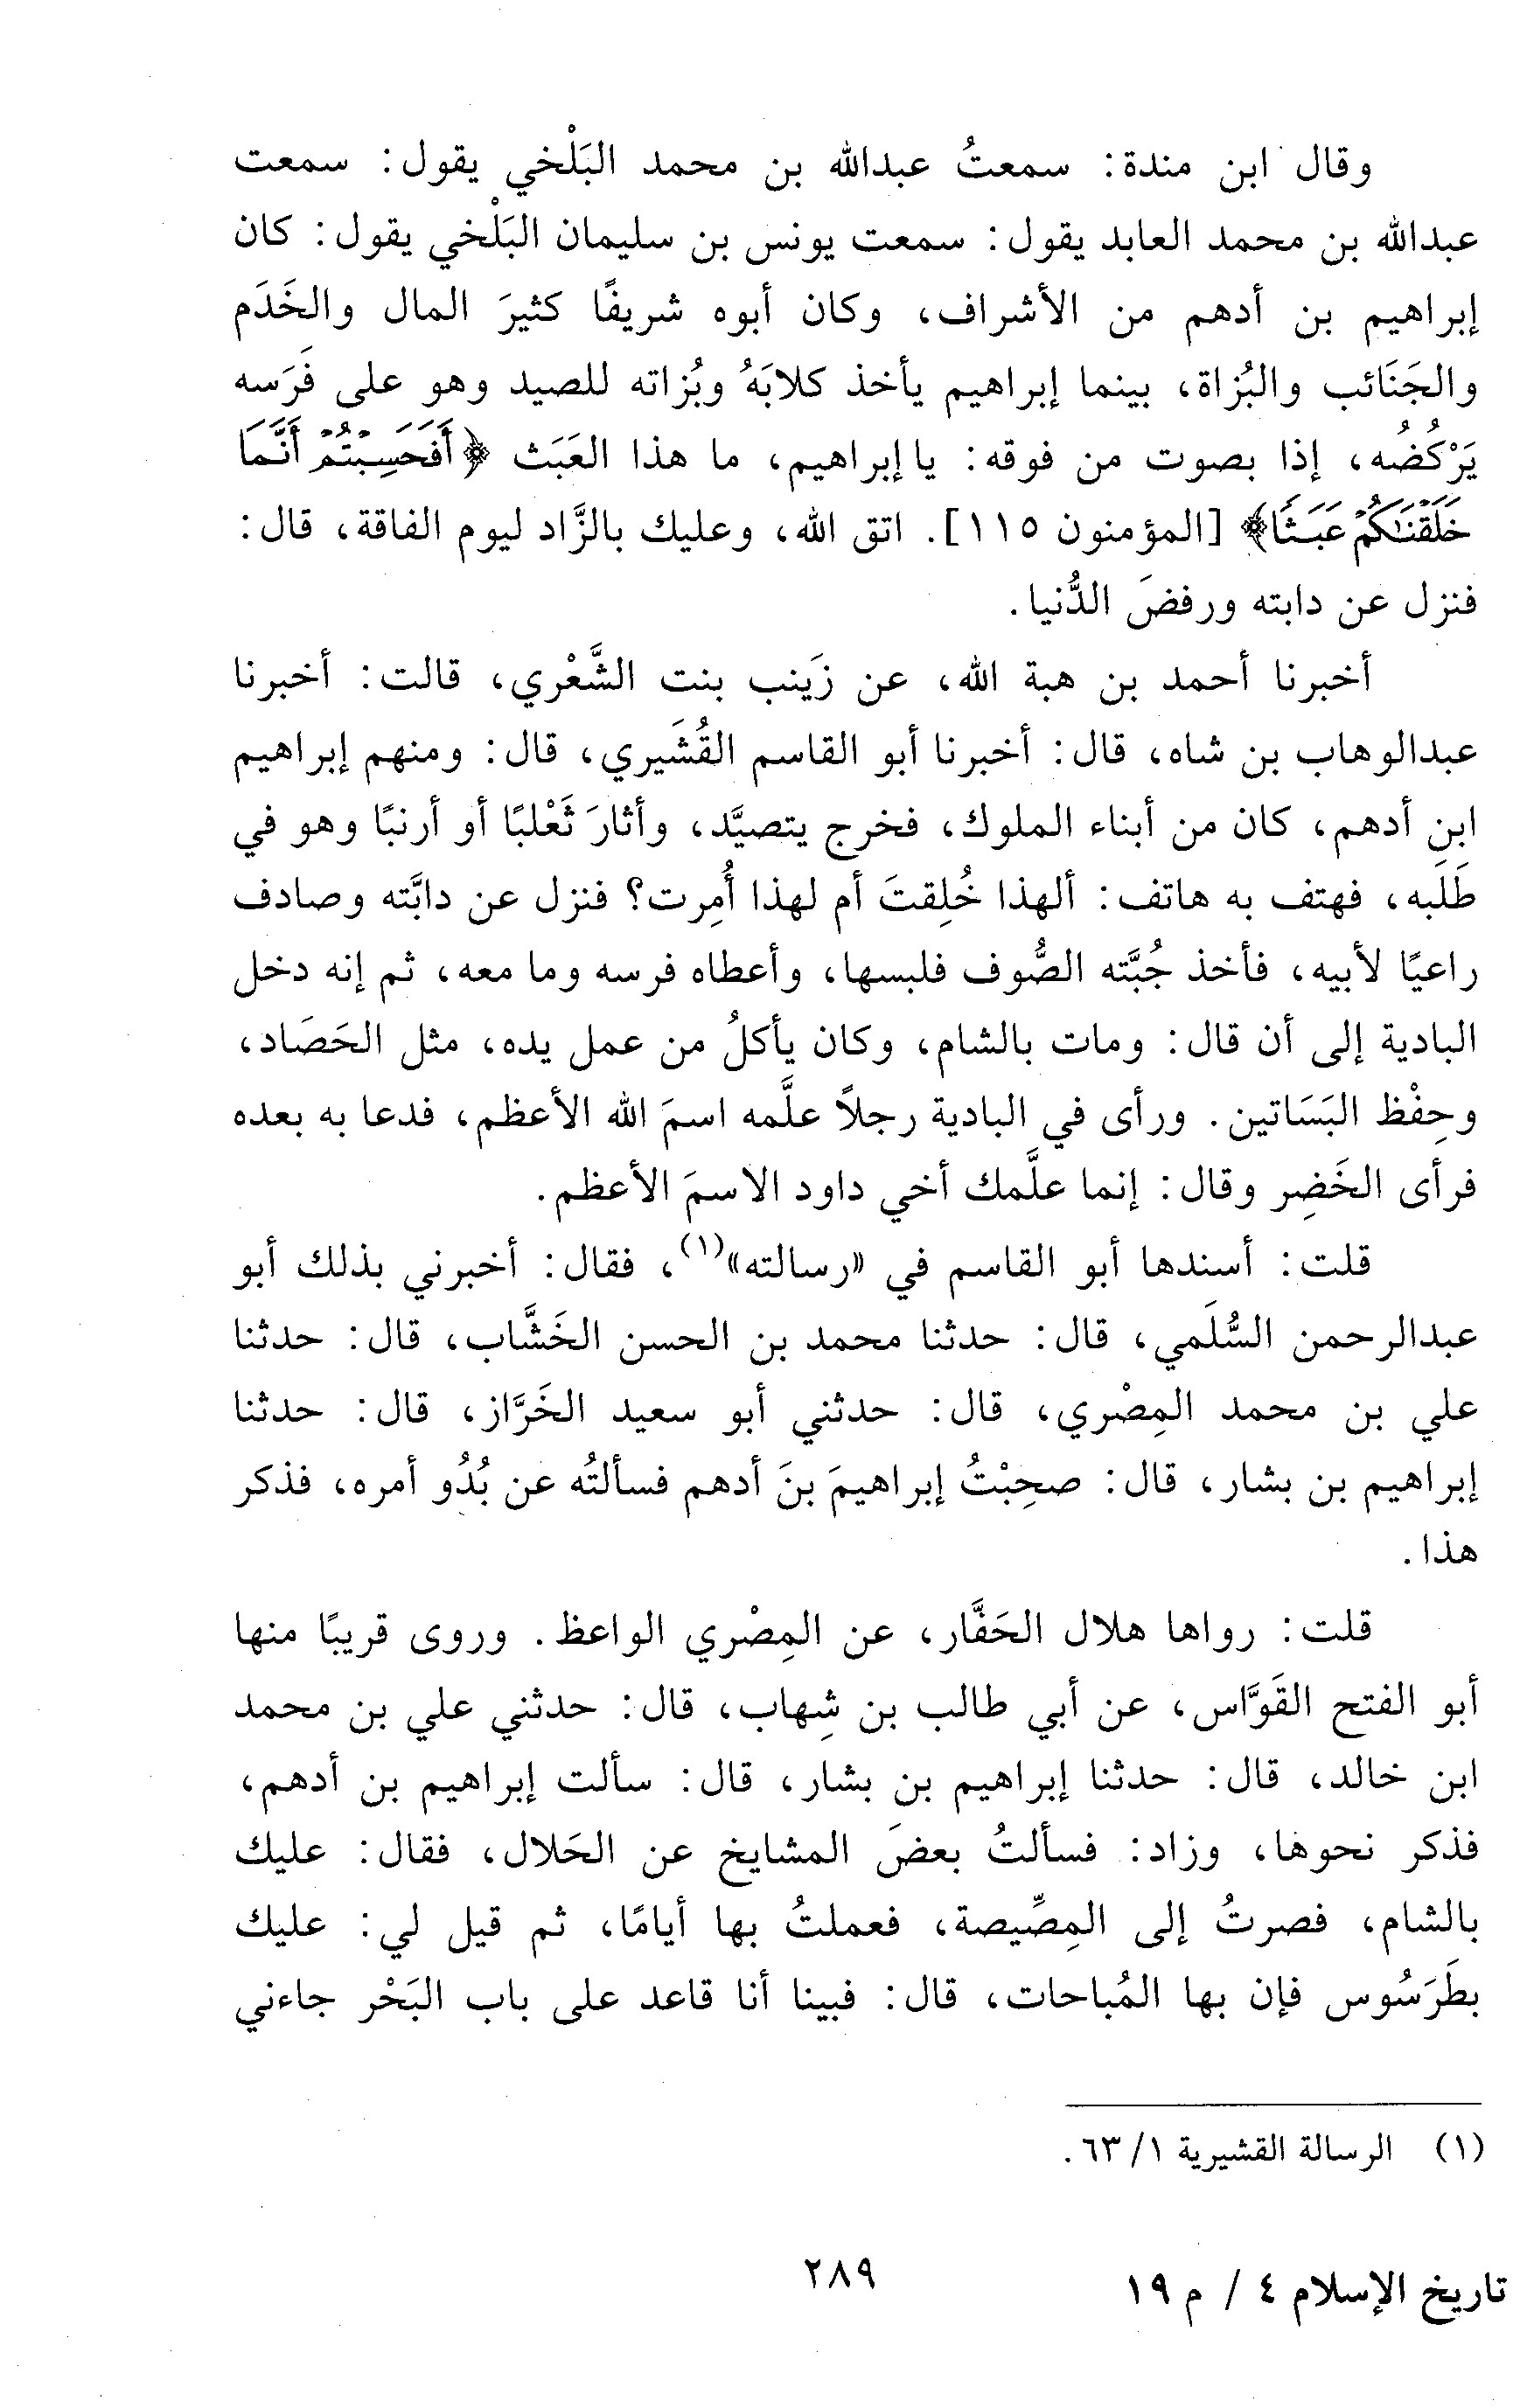 وقال ابن مندة: سمعتُ عبدالله بن محمد البَلْخي يقول: سمعت
عبدالله بن محمد العابد يقول: سمعت يونس بن سليمان البَلْخي يقول: كان
إبراهيم بن أدهم من الأشراف، وكان أبوه شريفًا كثيرَ المال والخَدَم
والجَنَائب والبُزاة، بينما إبراهيم يأخذ كلابَهُ وبُزاته للصيد وهو على فَرَسه
يَرْكُضُه، إذا بصوت من فوقه: يا إبراهيم، ما هذا العَبَث ﴿أَفَحَسِبْتُمْ أَنَّمَا
خَلَقْنَٰكُمْ عَبَثًا﴾ [المؤمنون ١١٥]. اتق الله، وعليك بالزَّاد ليوم الفاقة، قال:
فنزل عن دابته ورفضَ الدُّنيا.
أخبرنا أحمد بن هبة الله، عن زَينب بنت الشَّعْري، قالت: أخبرنا
عبدالوهاب بن شاه، قال: أخبرنا أبو القاسم القُشَيري، قال: ومنهم إبراهيم
ابن أدهم، كان من أبناء الملوك، فخرج يتصيَّد، وأثارَ ثَعْلبًا أو أرنبًا وهو في
طَلَبه، فهتف به هاتف: ألهذا خُلِقتَ أم لهذا أُمِرت؟ فنزل عن دابَّته وصادف
راعيًا لأبيه، فأخذ جُبَّته الصُّوف فلبسها، وأعطاه فرسه وما معه، ثم إنه دخل
البادية إلى أن قال: ومات بالشام، وكان يأكلُ من عمل يده، مثل الحَصَاد،
وحِفْظ البَسَاتين. ورأى في البادية رجلاً علَّمه اسمَ الله الأعظم، فدعا به بعده
فرأى الخَضِر وقال: إنما علَّمك أخي داود الاسمَ الأعظم.
قلت: أسندها أبو القاسم في «رسالته»(١)، فقال: أخبرني بذلك أبو
عبدالرحمن السُّلَمي، قال: حدثنا محمد بن الحسن الخَشَّاب، قال: حدثنا
علي بن محمد المِصْري، قال: حدثني أبو سعيد الخَرَّاز، قال: حدثنا
إبراهيم بن بشار، قال: صحِبْتُ إبراهيمَ بنَ أدهم فسألتُه عن بُدُو أمره، فذكر
هذا.
قلت: رواها هلال الحَفَّار، عن المِصْري الواعظ. وروى قريبًا منها
أبو الفتح القَوَّاس، عن أبي طالب بن شِهاب، قال: حدثني علي بن محمد
ابن خالد، قال: حدثنا إبراهيم بن بشار، قال: سألت إبراهيم بن أدهم،
فذكر نحوها، وزاد: فسألتُ بعضَ المشايخ عن الحَلال، فقال: عليك
بالشام، فصرتُ إلى المِصِّيصة، فعملتُ بها أيامًا، ثم قيل لي: عليك
بطَرَسُوس فإن بها المُباحات، قال: فبينا أنا قاعد على باب البَحْر جاءني
(١) الرسالة القشيرية ١/ ٦٣.
٢٨٩
تاريخ الإسلام ٤ / م ١٩